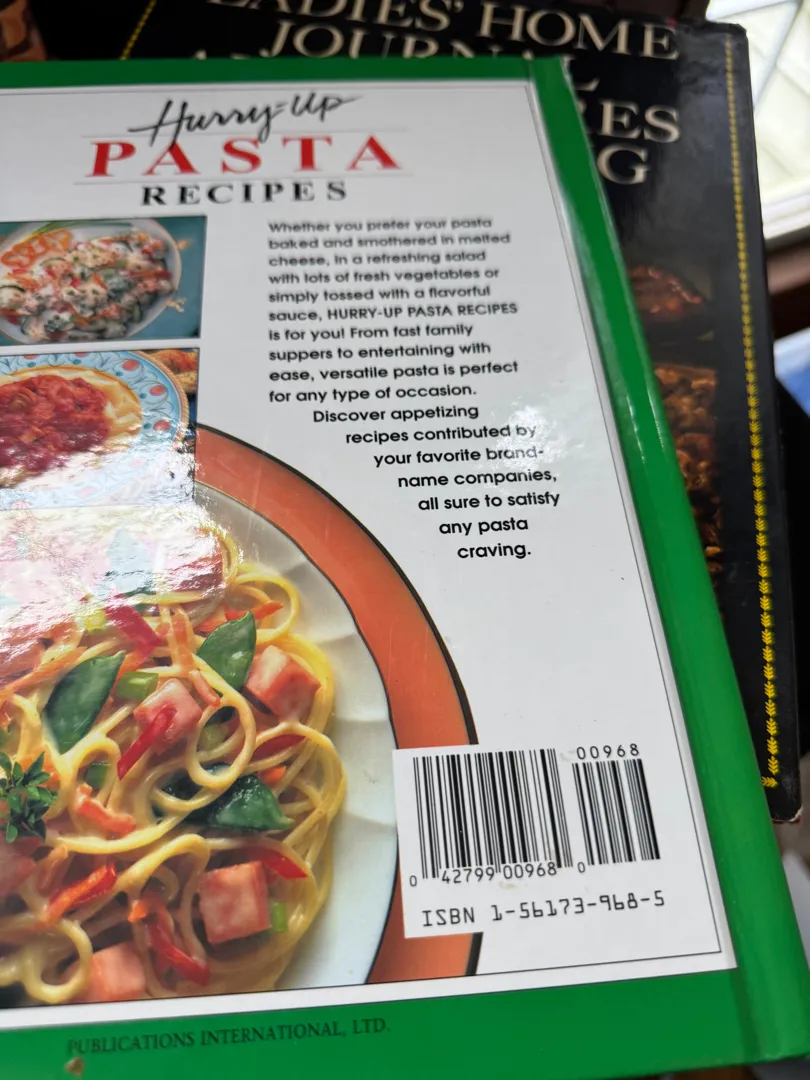 LADIES' HOME
JOURNAL
RES
G
Hurry-Up
PASTA
RECIPES
Whether you prefer your pasta
baked and smothered in melted
cheese, in a refreshing salad
with lots of fresh vegetables or
simply tossed with a flavorful
sauce, HURRY-UP PASTA RECIPES
is for you! From fast family
suppers to entertaining with
ease, versatile pasta is perfect
for any type of occasion.
Discover appetizing
recipes contributed by
your favorite brand-
name companies,
all sure to satisfy
any pasta
craving.
00968
0 42799 00968 0
ISBN 1-56173-968-5
PUBLICATIONS INTERNATIONAL, LTD.